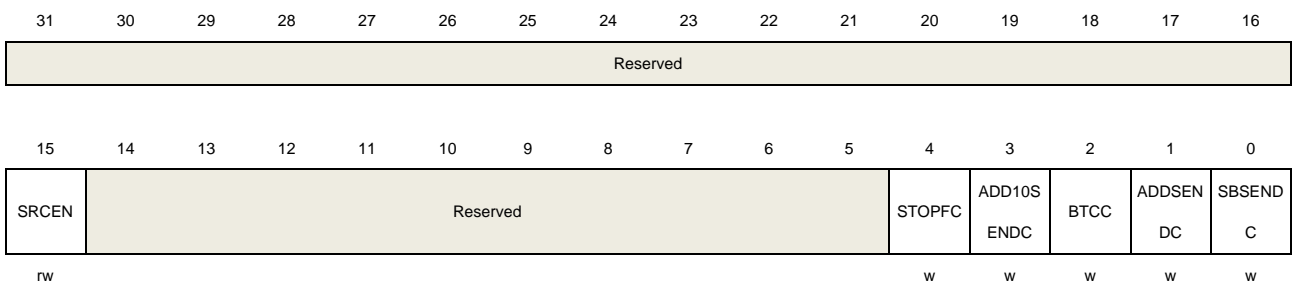 31 30 29 28 27 26 25 24 23 22 21 20 19 18 17 16
Reserved
15 14 13 12 11 10 9 8 7 6 5 4 3 2 1 0
SRCEN Reserved STOPFC ADD10S ENDC BTCC ADDSEN DC SBSEND C
rw w w w w w